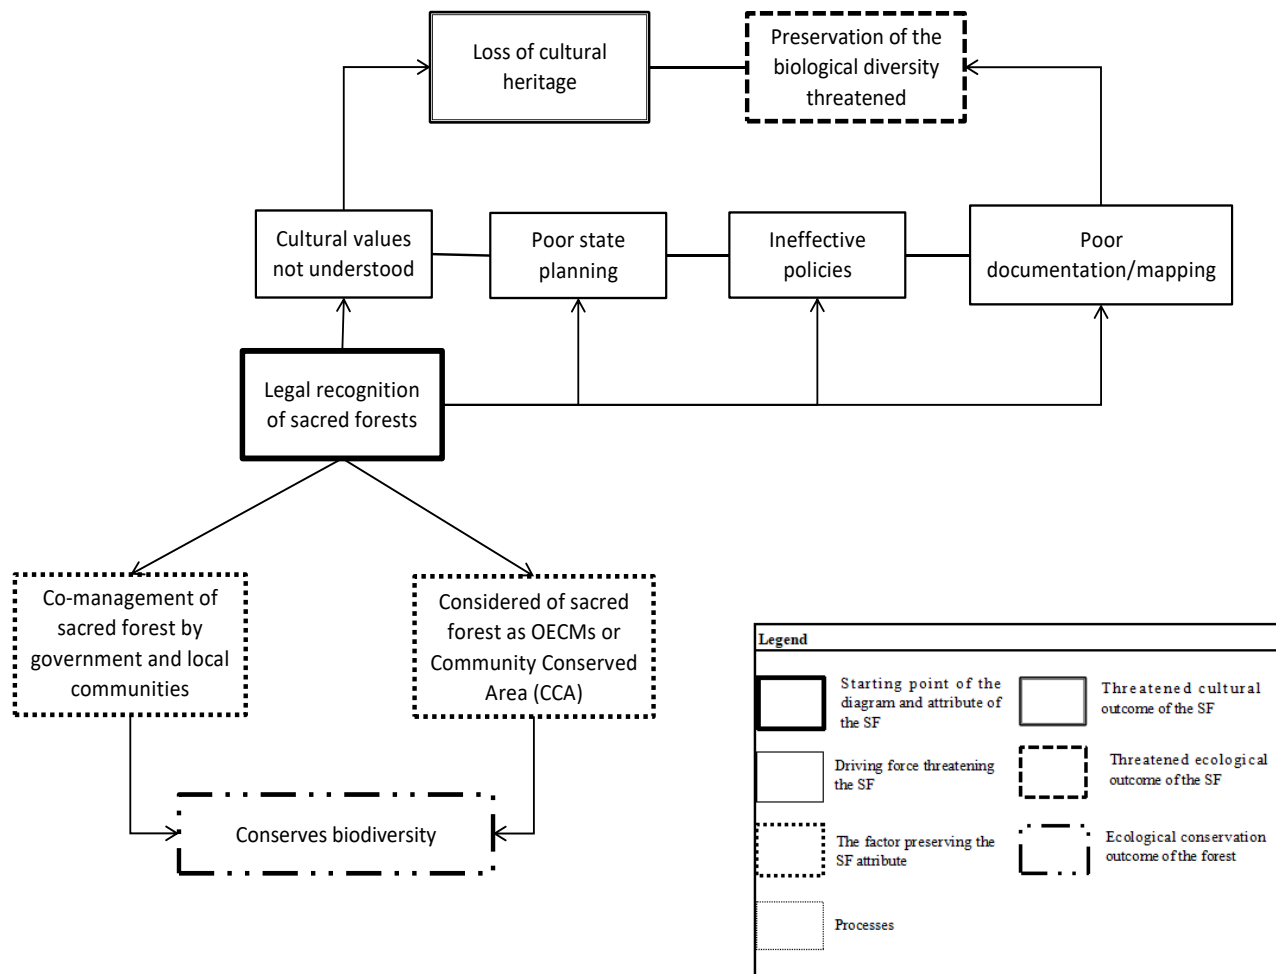 Loss of cultural
heritage
Preservation of the
biological diversity
threatened
Cultural values
not understood
Poor state
planning
Ineffective
policies
Poor
documentation/mapping
Legal recognition
of sacred forests
Co-management of
sacred forest by
government and local
communities
Considered of sacred
forest as OECMs or
Community Conserved
Area (CCA)
Conserves biodiversity
Legend
Starting point of the
diagram and attribute of
the SF
Threatened cultural
outcome of the SF
Driving force threatening
the SF
Threatened ecological
outcome of the SF
The factor preserving the
SF attribute
Ecological conservation
outcome of the forest
Processes